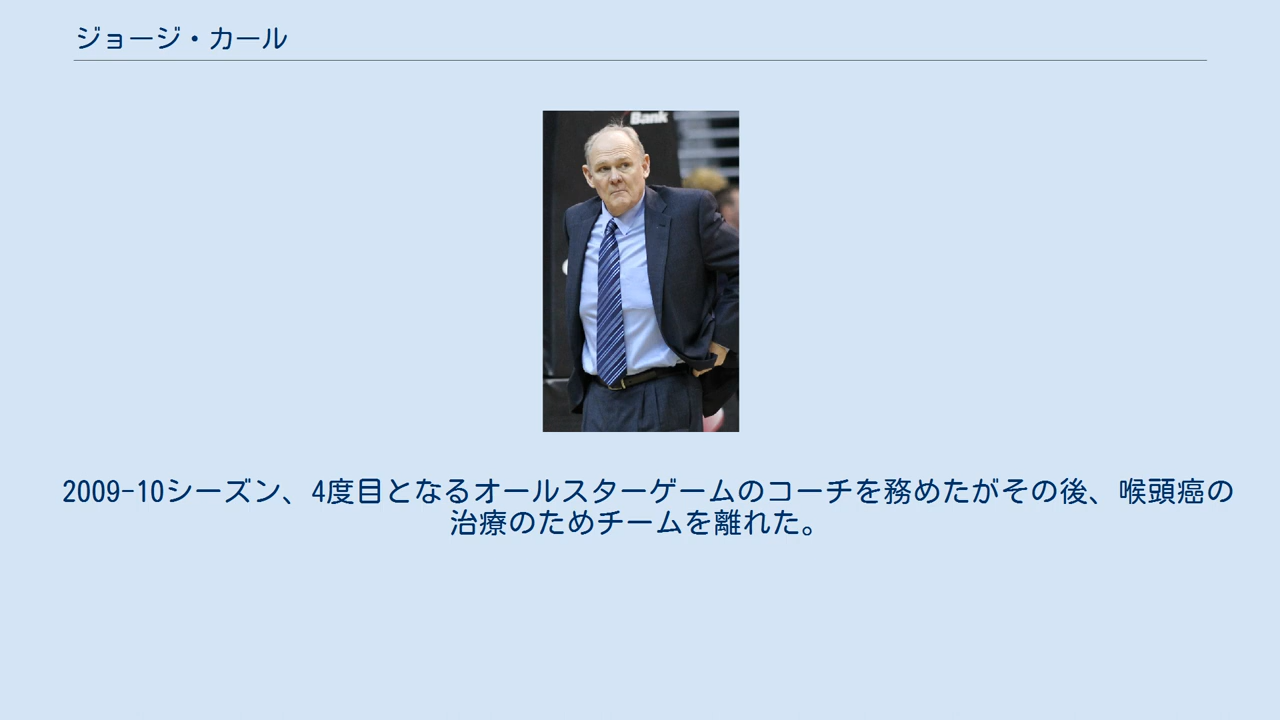 ジョージ・カール
Bank
2009-10シーズン、4度目となるオールスターゲームのコーチを務めたがその後、喉頭癌の
治療のためチームを離れた。